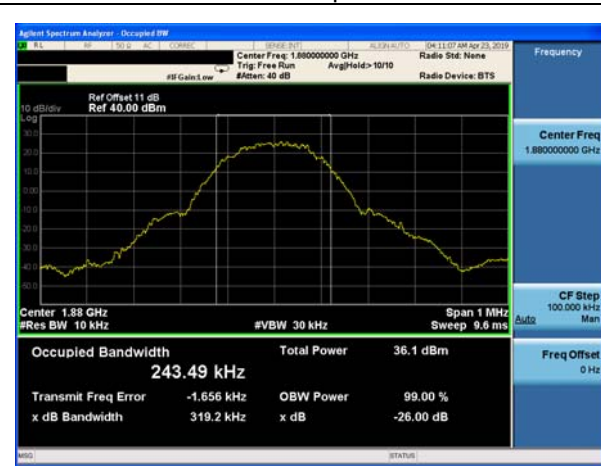 Agilent Spectrum Analyzer - Occupied BW
RL RF 50 Ω AC CORREC SENSE:INT ALIGN AUTO 04:11:07 AM Apr 23, 2019
Center Freq: 1.880000000 GHz Radio Std: None
Trig: Free Run Avg|Hold:>10/10
#IFGain:Low #Atten: 40 dB Radio Device: BTS
Ref Offset 11 dB
10 dB/div Ref 40.00 dBm
Log
30.0
20.0
10.0
0.00
-10.0
-20.0
-30.0
-40.0
-50.0
Center 1.88 GHz Span 1 MHz
#Res BW 10 kHz #VBW 30 kHz Sweep 9.6 ms
Occupied Bandwidth Total Power 36.1 dBm
243.49 kHz
Transmit Freq Error -1.656 kHz OBW Power 99.00 %
x dB Bandwidth 319.2 kHz x dB -26.00 dB
MSG STATUS
Frequency
Center Freq
1.880000000 GHz
CF Step
100.000 kHz
Auto Man
Freq Offset
0 Hz